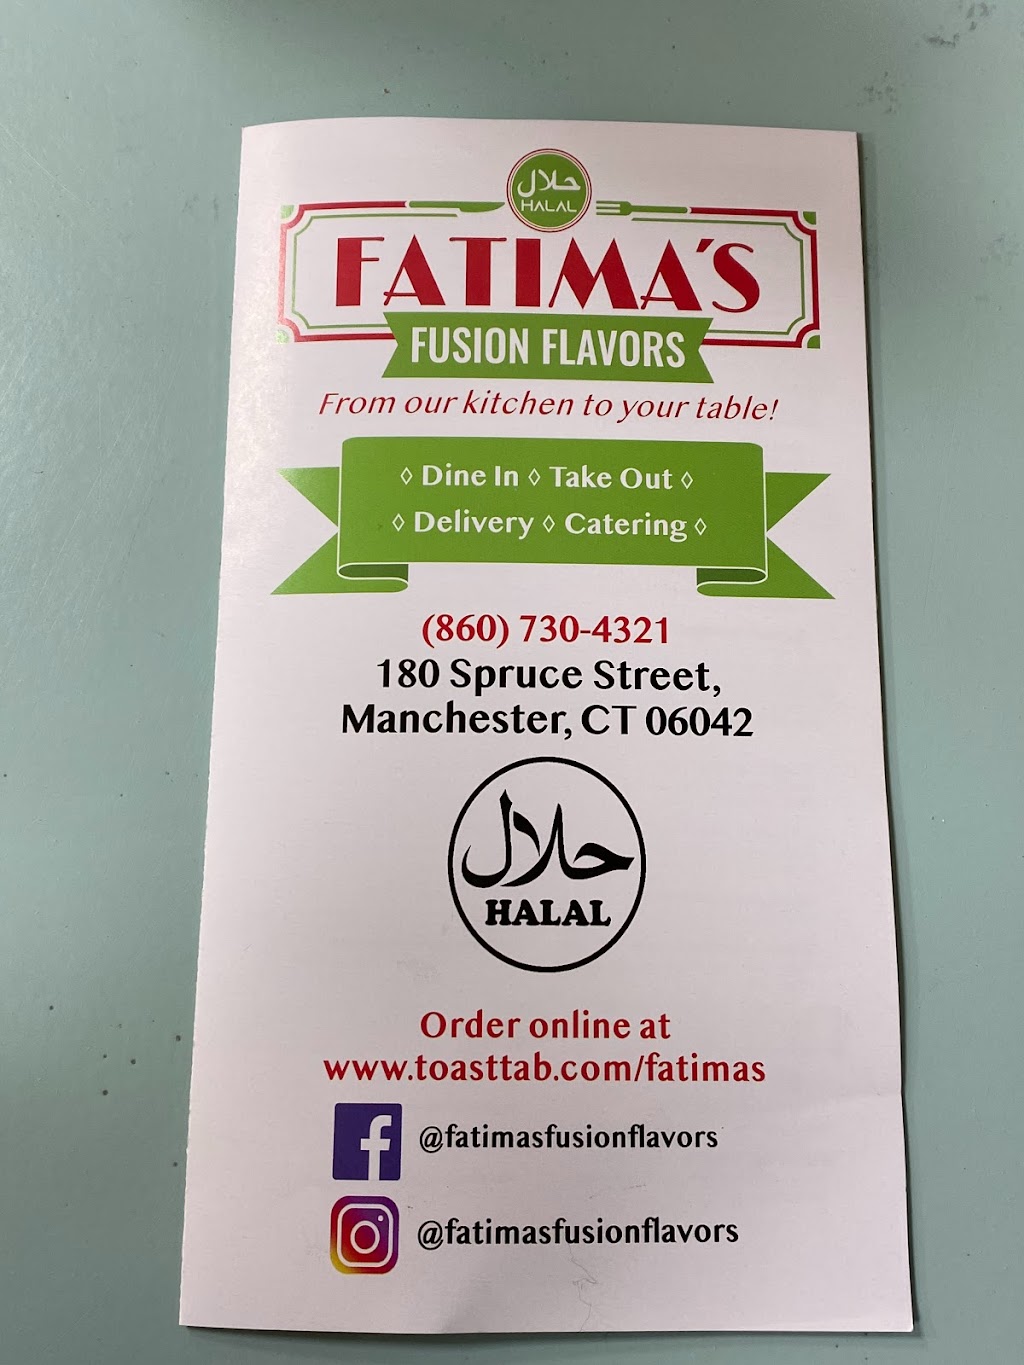 حلال
HALAL
FATIMA'S
FUSION FLAVORS
From our kitchen to your table!
◊ Dine In ◊ Take Out ◊
◊ Delivery ◊ Catering ◊
(860) 730-4321
180 Spruce Street,
Manchester, CT 06042
حلال
HALAL
Order online at
www.toasttab.com/fatimas
@fatimasfusionflavors
@fatimasfusionflavors